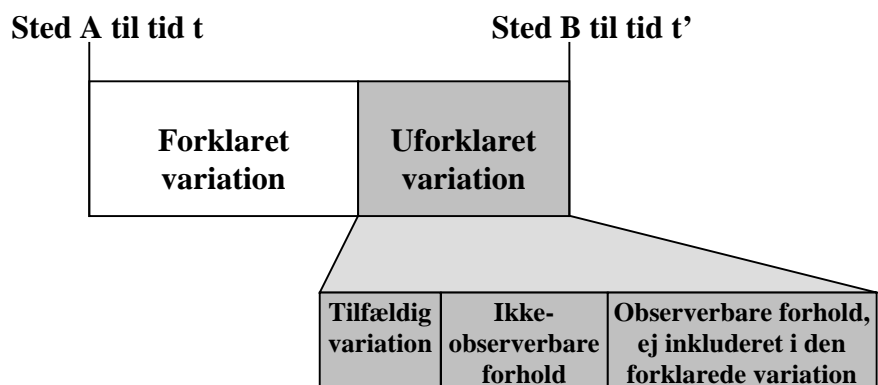 Sted A til tid t
Sted B til tid t’
Forklaret
variation
Uforklaret
variation
Tilfældig
variation
Ikke-
observerbare
forhold
Observerbare forhold,
ej inkluderet i den
forklarede variation